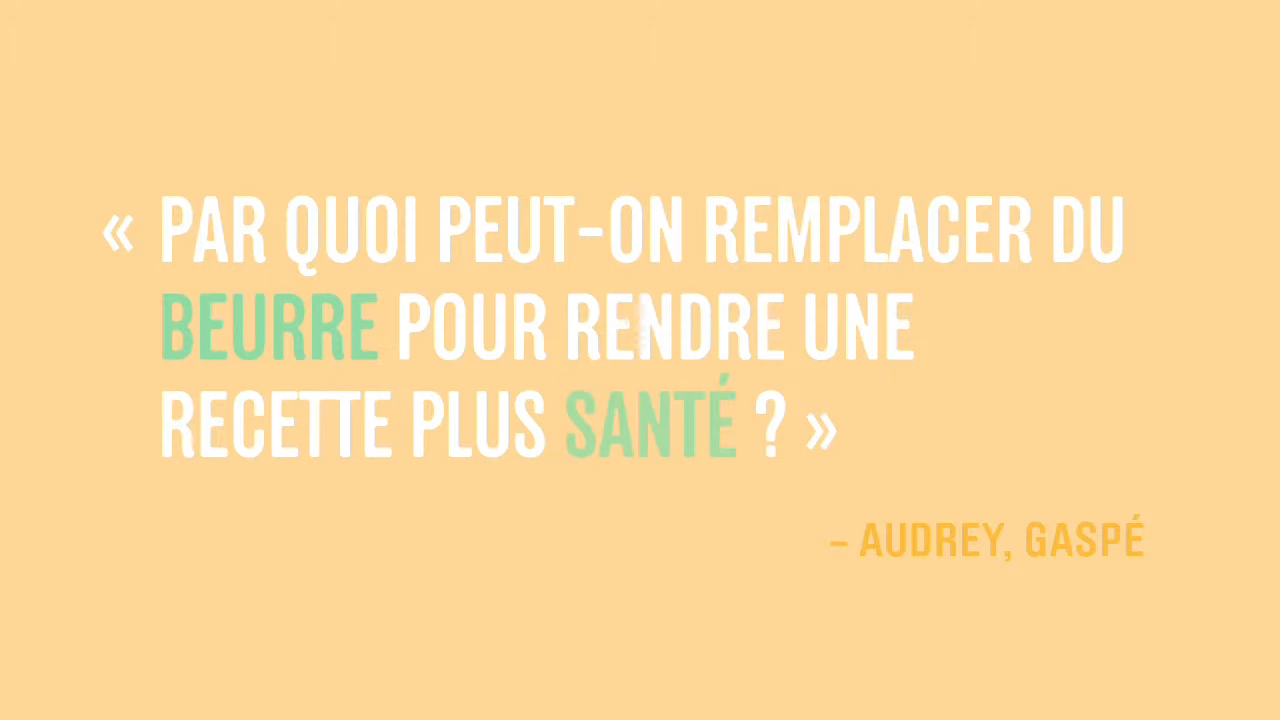 « PAR QUOI PEUT-ON REMPLACER DU
BEURRE POUR RENDRE UNE
RECETTE PLUS SANTÉ ? »
– AUDREY, GASPÉ